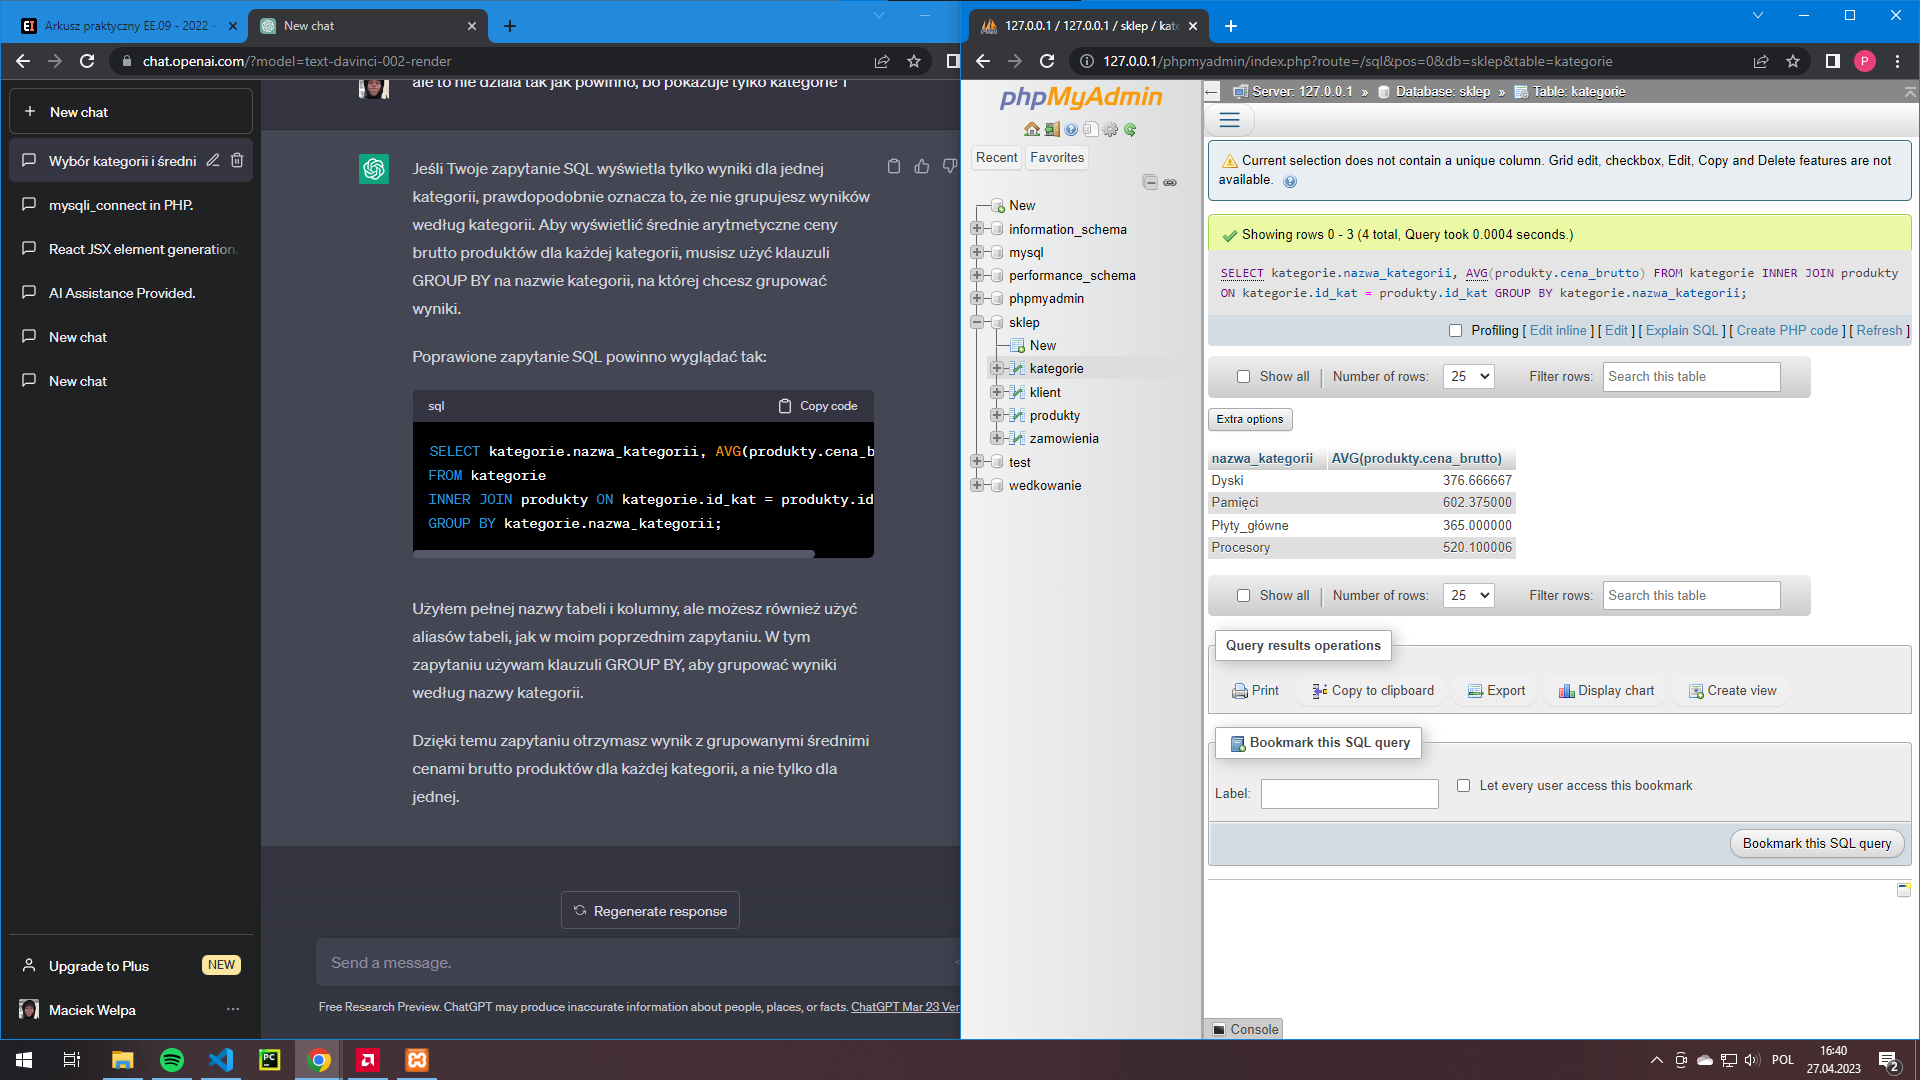 Arkusz praktyczny EE.09 - 2022 -
New chat
chat.openai.com/?model=text-davinci-002-render
New chat
Wybór kategorii i średni
mysqli_connect in PHP.
React JSX element generation.
AI Assistance Provided.
New chat
New chat
Upgrade to Plus
NEW
Maciek Wełpa
ale to nie działa tak jak powinno, bo pokazuje tylko kategorie 1
Jeśli Twoje zapytanie SQL wyświetla tylko wyniki dla jednej
kategorii, prawdopodobnie oznacza to, że nie grupujesz wyników
według kategorii. Aby wyświetlić średnie arytmetyczne ceny
brutto produktów dla każdej kategorii, musisz użyć klauzuli
GROUP BY na nazwie kategorii, na której chcesz grupować
wyniki.
Poprawione zapytanie SQL powinno wyglądać tak:
sql
Copy code
SELECT kategorie.nazwa_kategorii, AVG(produkty.cena_b
FROM kategorie
INNER JOIN produkty ON kategorie.id_kat = produkty.id
GROUP BY kategorie.nazwa_kategorii;
Użyłem pełnej nazwy tabeli i kolumny, ale możesz również użyć
aliasów tabeli, jak w moim poprzednim zapytaniu. W tym
zapytaniu używam klauzuli GROUP BY, aby grupować wyniki
według nazwy kategorii.
Dzięki temu zapytaniu otrzymasz wynik z grupowanymi średnimi
cenami brutto produktów dla każdej kategorii, a nie tylko dla
jednej.
Regenerate response
Send a message.
Free Research Preview. ChatGPT may produce inaccurate information about people, places, or facts. ChatGPT Mar 23 Ver
127.0.0.1 / 127.0.0.1 / sklep / kate
127.0.0.1/phpmyadmin/index.php?route=/sql&pos=0&db=sklep&table=kategorie
P
phpMyAdmin
Recent
Favorites
New
information_schema
mysql
performance_schema
phpmyadmin
sklep
New
kategorie
klient
produkty
zamowienia
test
wedkowanie
Server: 127.0.0.1 » Database: sklep » Table: kategorie
Current selection does not contain a unique column. Grid edit, checkbox, Edit, Copy and Delete features are not
available.
Showing rows 0 - 3 (4 total, Query took 0.0004 seconds.)
SELECT kategorie.nazwa_kategorii, AVG(produkty.cena_brutto) FROM kategorie INNER JOIN produkty
ON kategorie.id_kat = produkty.id_kat GROUP BY kategorie.nazwa_kategorii;
Profiling [ Edit inline ] [ Edit ] [ Explain SQL ] [ Create PHP code ] [ Refresh ]
Show all | Number of rows: 25 Filter rows: Search this table
Extra options
nazwa_kategorii AVG(produkty.cena_brutto)
Dyski 376.666667
Pamięci 602.375000
Płyty_główne 365.000000
Procesory 520.100006
Show all | Number of rows: 25 Filter rows: Search this table
Query results operations
Print Copy to clipboard Export Display chart Create view
Bookmark this SQL query
Label:
Let every user access this bookmark
Bookmark this SQL query
Console
PC
POL
16:40
27.04.2023
2